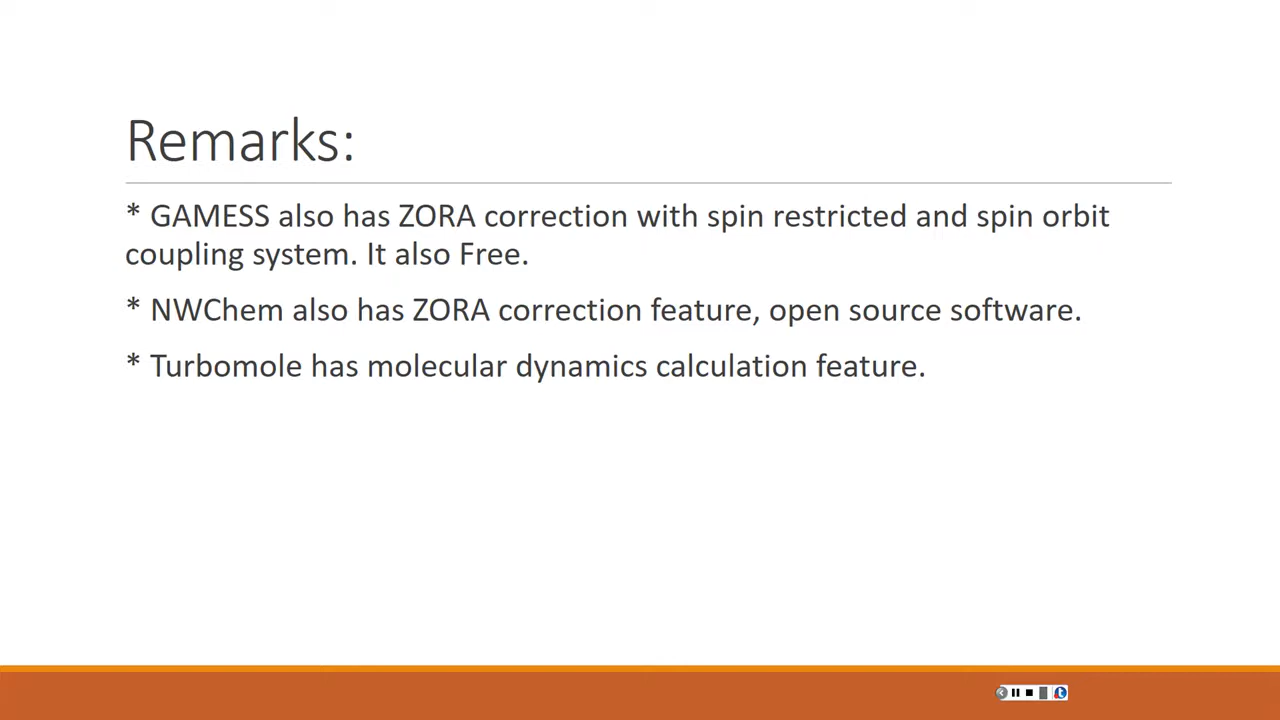 Remarks:
* GAMESS also has ZORA correction with spin restricted and spin orbit
coupling system. It also Free.
* NWChem also has ZORA correction feature, open source software.
* Turbomole has molecular dynamics calculation feature.